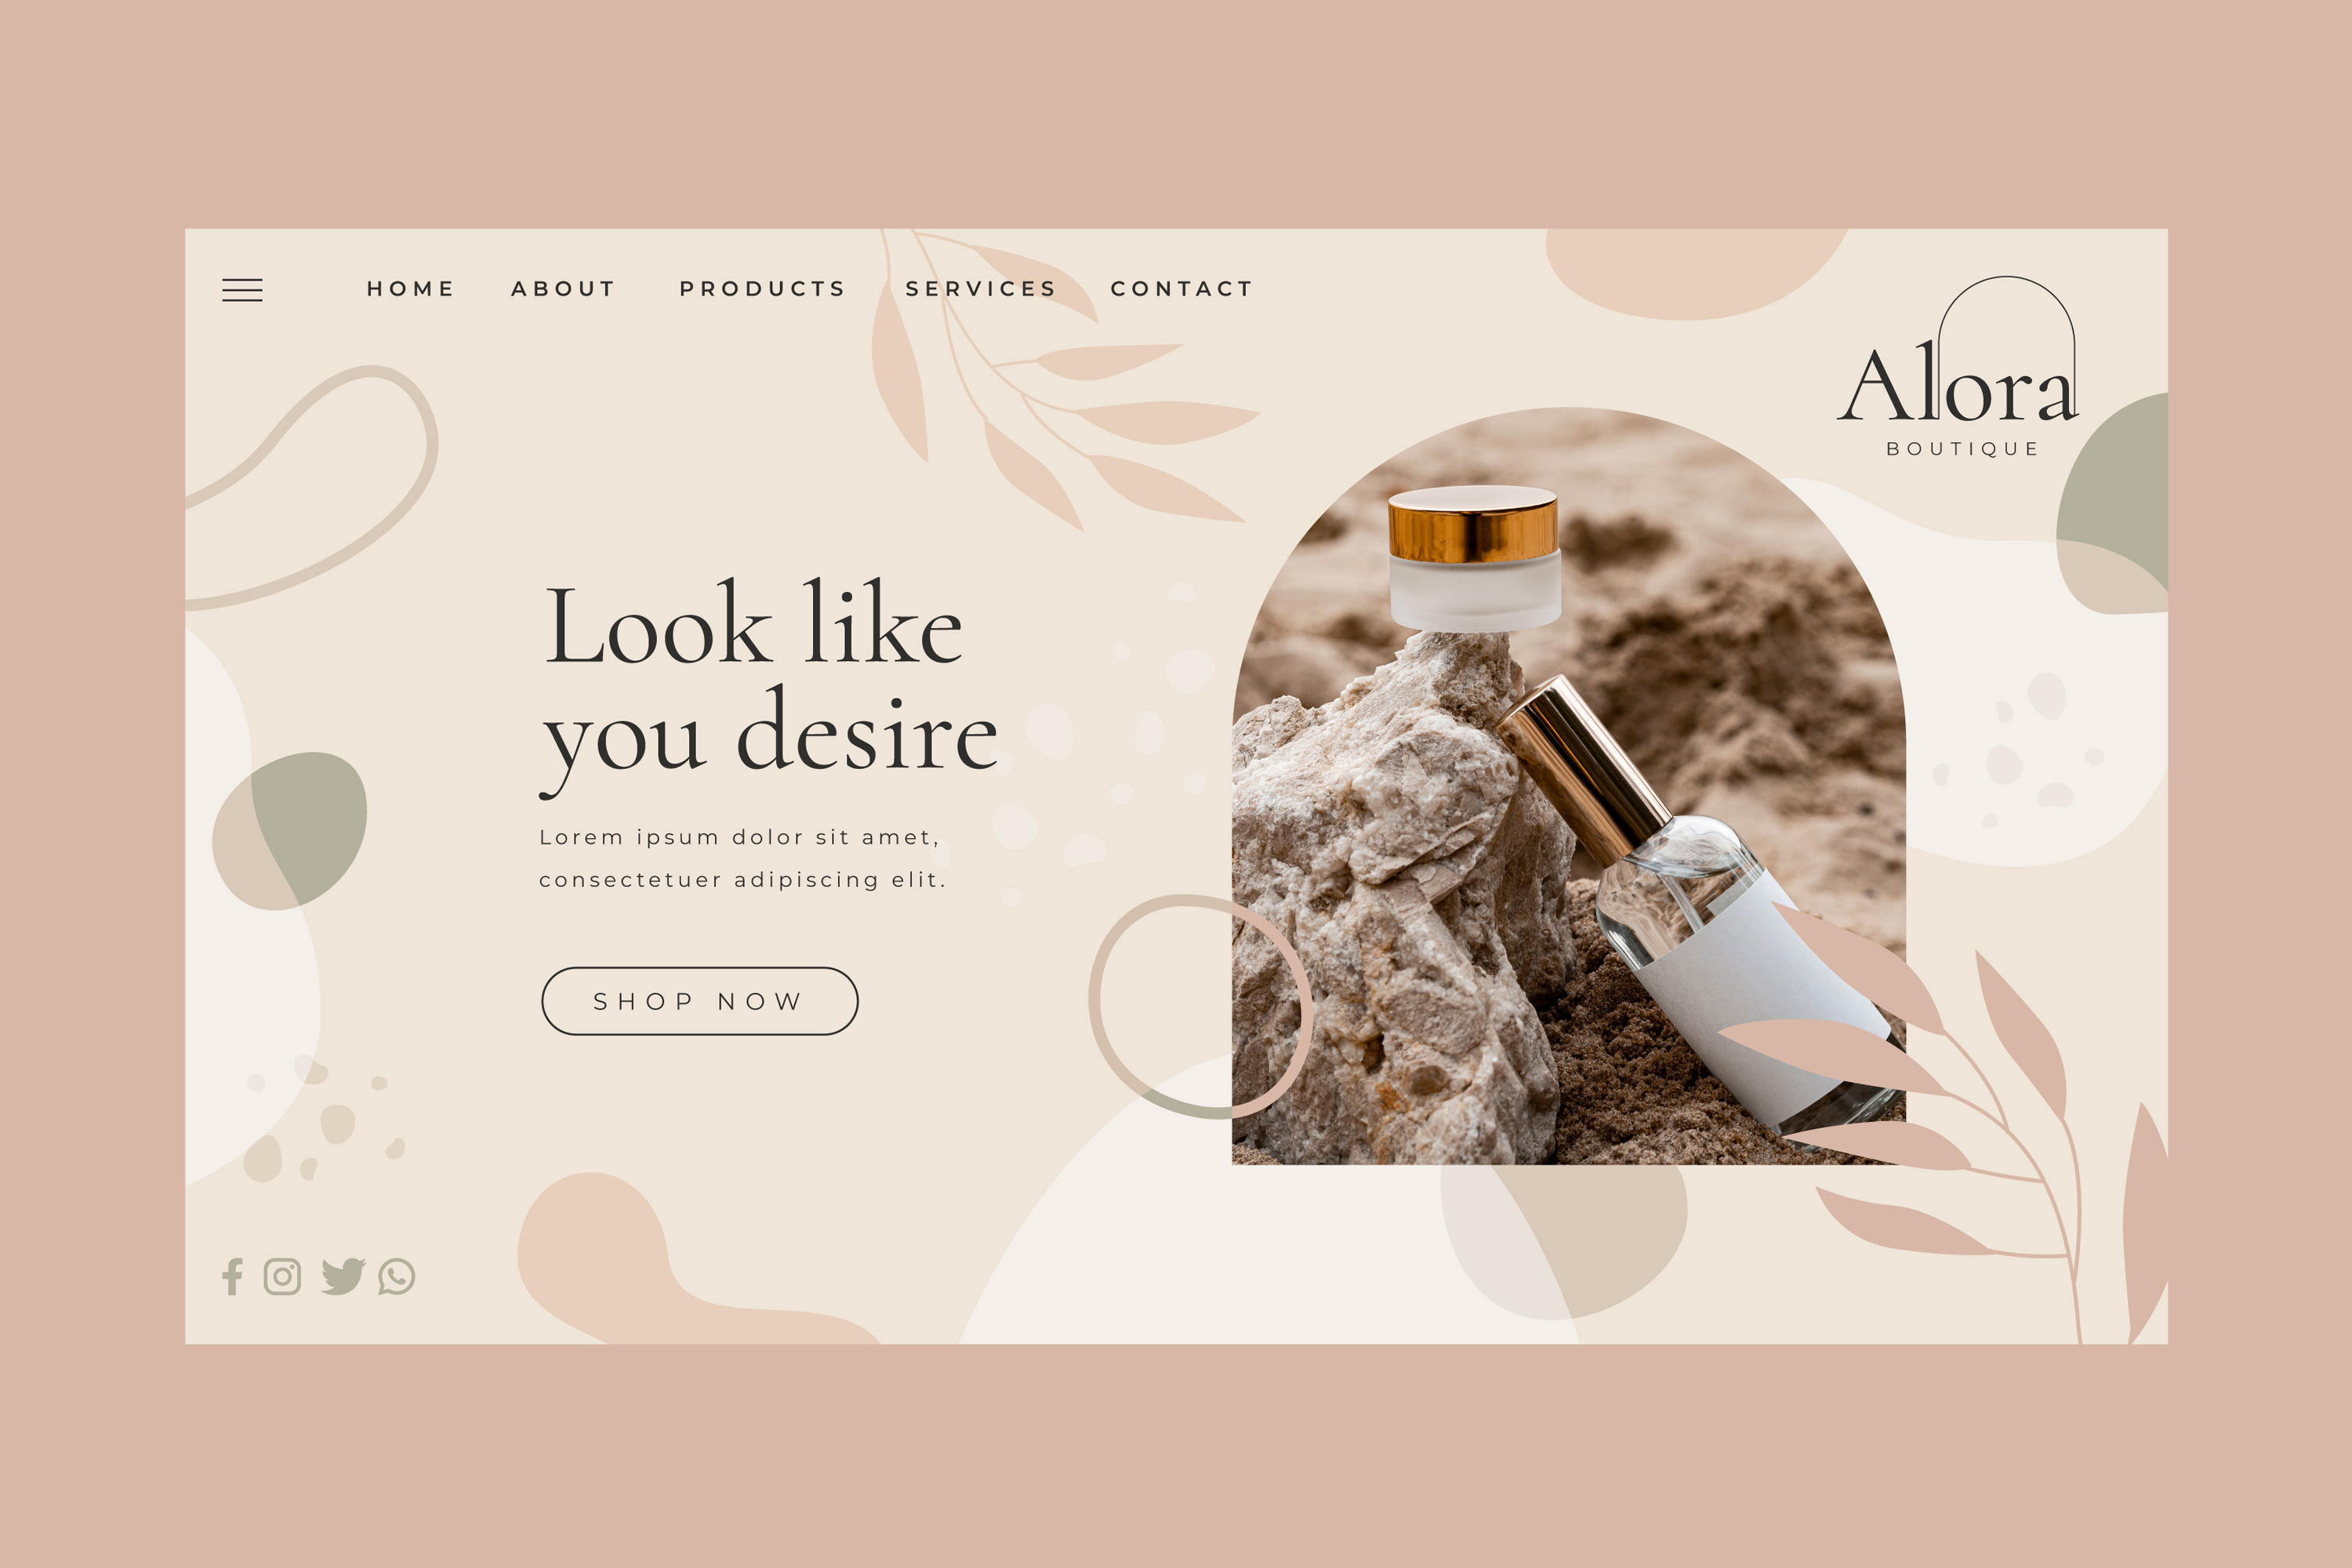 HOME ABOUT PRODUCTS SERVICES CONTACT
Alora
BOUTIQUE
Look like
you desire
Lorem ipsum dolor sit amet,
consectetuer adipiscing elit.
SHOP NOW